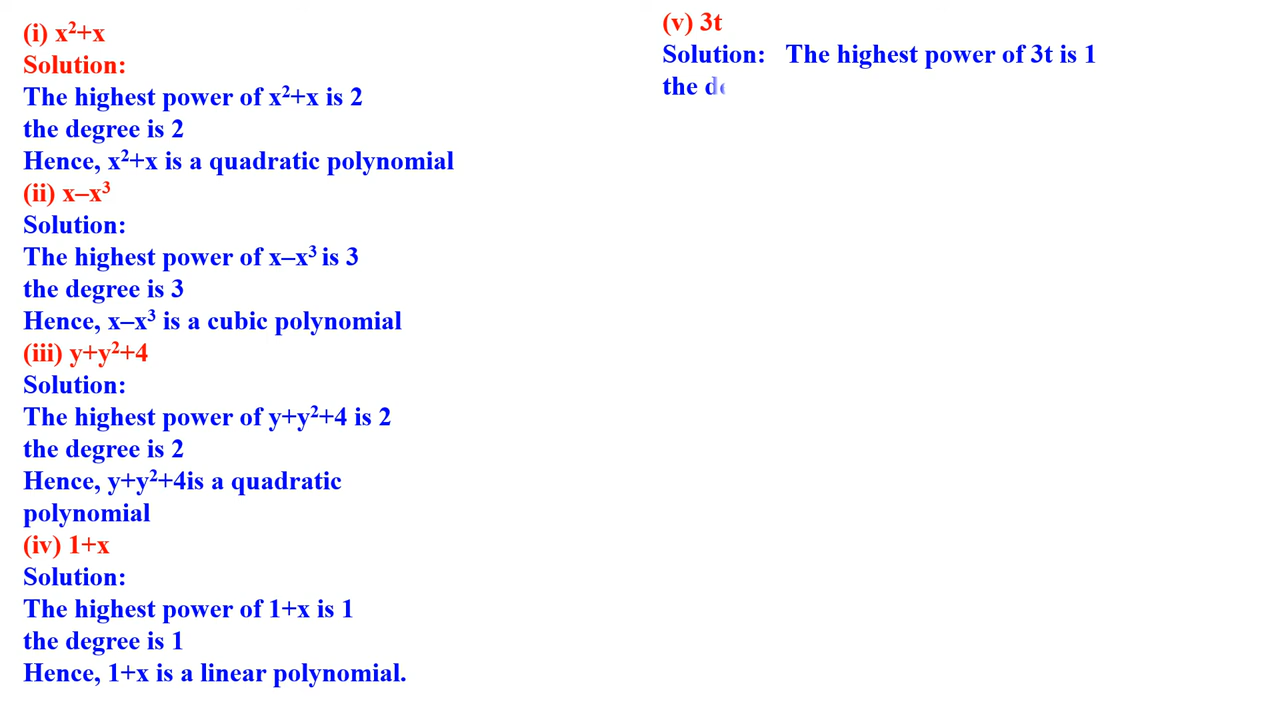 (i) x²+x
Solution:
The highest power of x²+x is 2
the degree is 2
Hence, x²+x is a quadratic polynomial
(ii) x–x³
Solution:
The highest power of x–x³ is 3
the degree is 3
Hence, x–x³ is a cubic polynomial
(iii) y+y²+4
Solution:
The highest power of y+y²+4 is 2
the degree is 2
Hence, y+y²+4is a quadratic
polynomial
(iv) 1+x
Solution:
The highest power of 1+x is 1
the degree is 1
Hence, 1+x is a linear polynomial.
(v) 3t
Solution: The highest power of 3t is 1
the